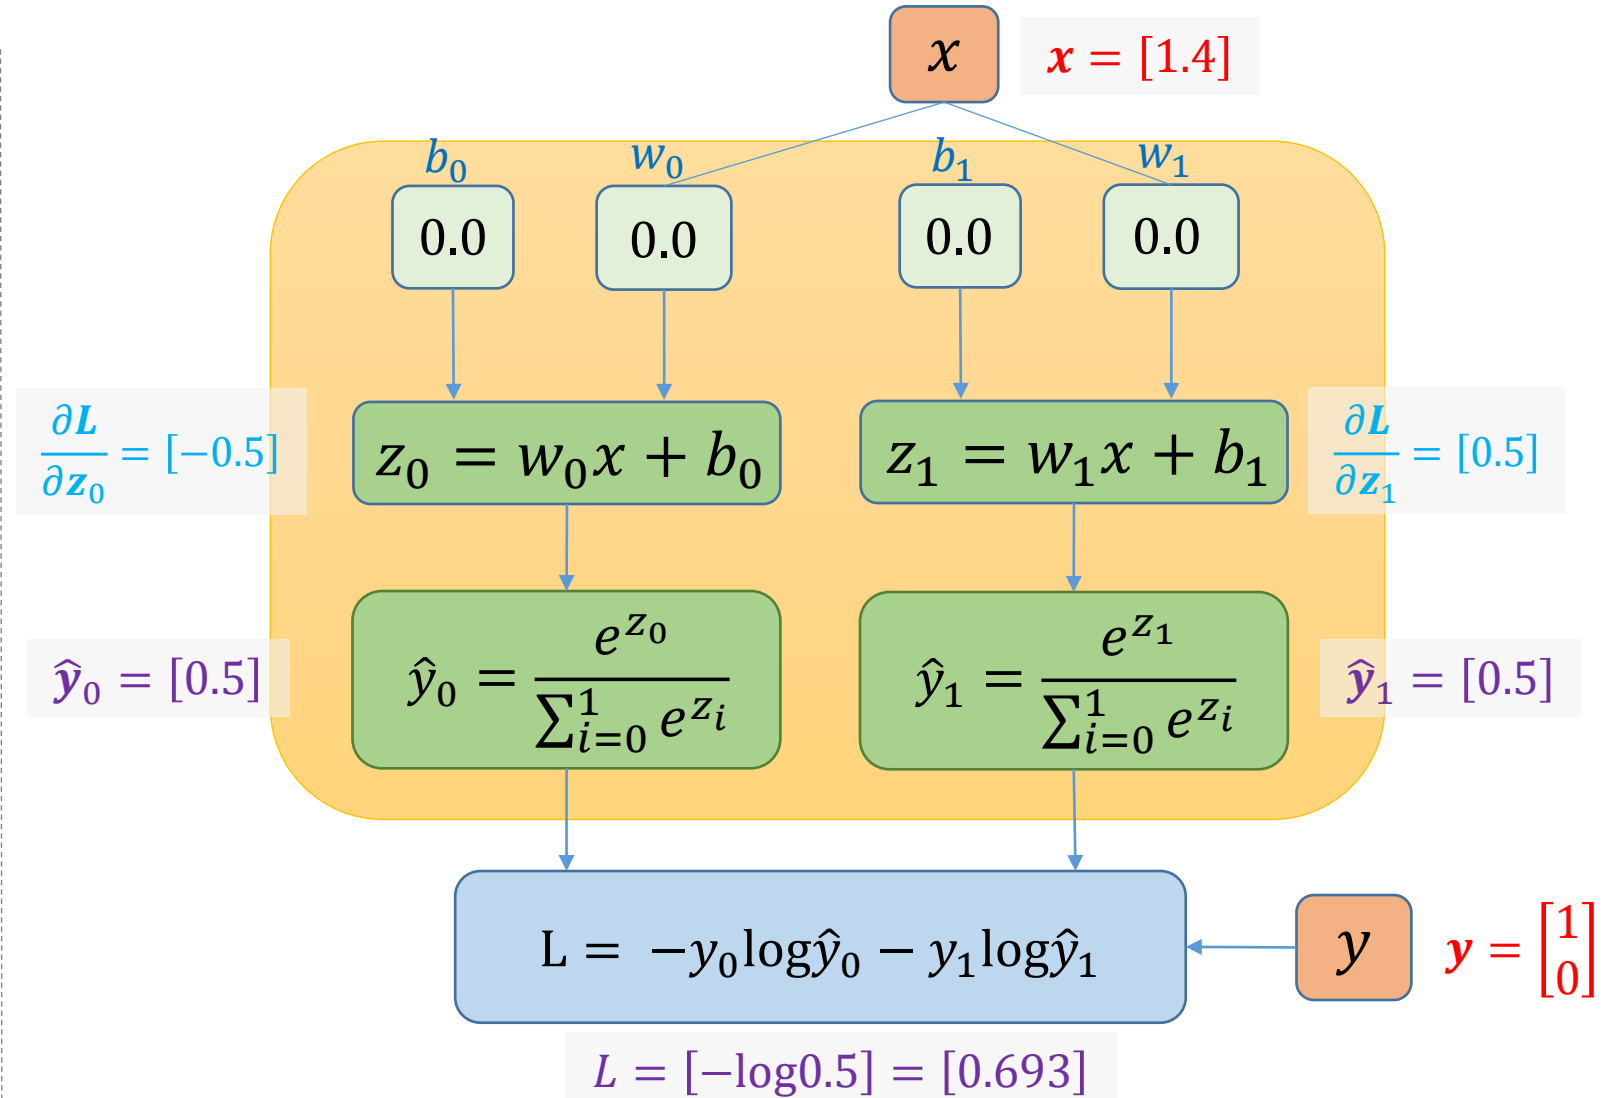 x
x = [1.4]
b₀ w₀ b₁ w₁
0.0 0.0 0.0 0.0
∂L/∂z₀ = [−0.5]
z₀ = w₀x + b₀
z₁ = w₁x + b₁
∂L/∂z₁ = [0.5]
ŷ₀ = [0.5]
ŷ₀ = e^{z₀} / ∑_{i=0}^{1} e^{z_i}
ŷ₁ = e^{z₁} / ∑_{i=0}^{1} e^{z_i}
ŷ₁ = [0.5]
L = −y₀logŷ₀ − y₁logŷ₁
y
y = [1 0]
L = [−log0.5] = [0.693]